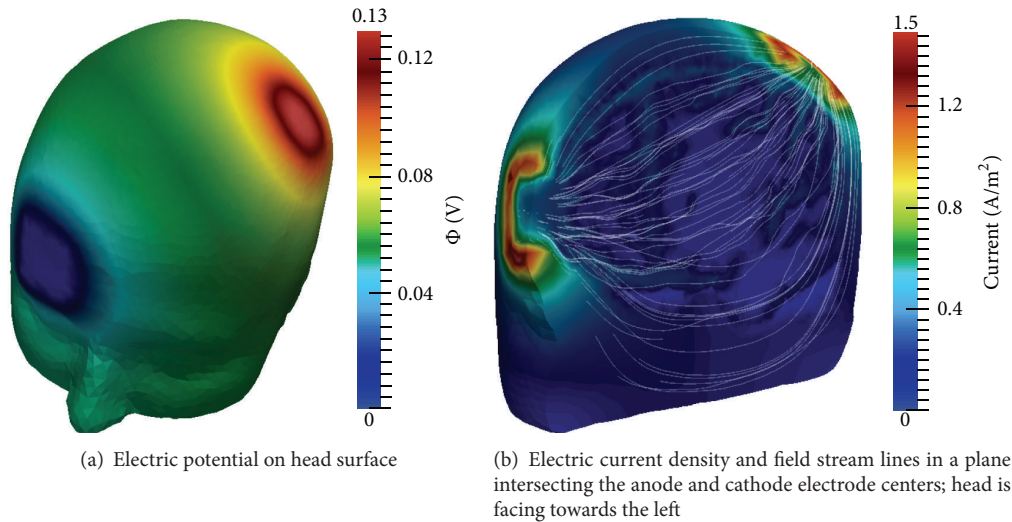 0.13
0.12
0.08
0.04
0
Φ (V)
1.5
1.2
0.8
0.4
0
Current (A/m²)
(a) Electric potential on head surface
(b) Electric current density and field stream lines in a plane
intersecting the anode and cathode electrode centers; head is
facing towards the left